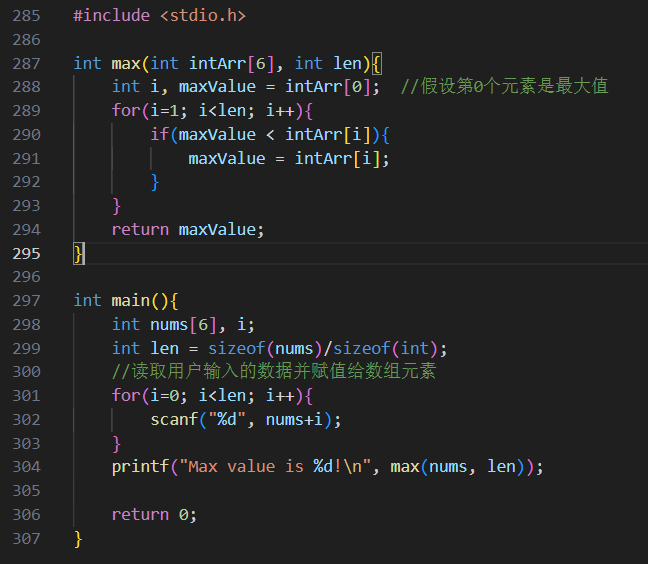 285 #include <stdio.h>
286
287 int max(int intArr[6], int len){
288     int i, maxValue = intArr[0];  //假设第0个元素是最大值
289     for(i=1; i<len; i++){
290         if(maxValue < intArr[i]){
291             maxValue = intArr[i];
292         }
293     }
294     return maxValue;
295 }
296
297 int main(){
298     int nums[6], i;
299     int len = sizeof(nums)/sizeof(int);
300     //读取用户输入的数据并赋值给数组元素
301     for(i=0; i<len; i++){
302         scanf("%d", nums+i);
303     }
304     printf("Max value is %d!\n", max(nums, len));
305
306     return 0;
307 }